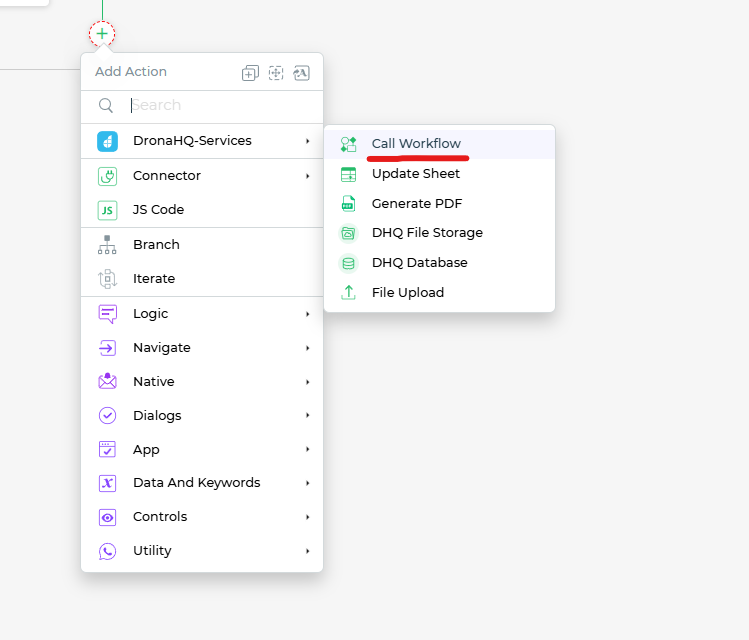 Add Action
Search
DronaHQ-Services
Connector
JS Code
Branch
Iterate
Logic
Navigate
Native
Dialogs
App
Data And Keywords
Controls
Utility
Call Workflow
Update Sheet
Generate PDF
DHQ File Storage
DHQ Database
File Upload